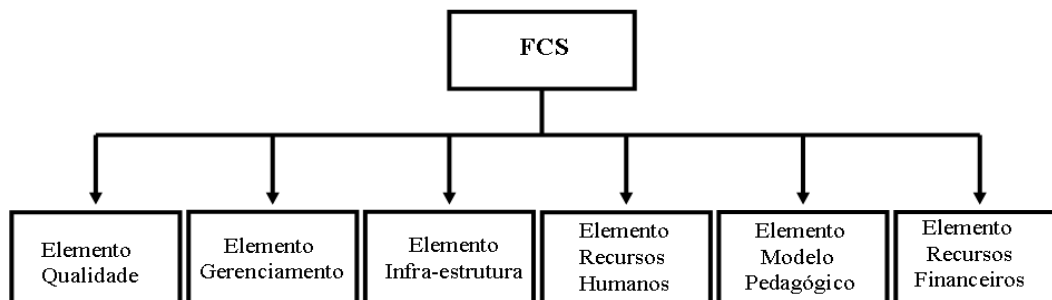 FCS
Elemento
Qualidade
Elemento
Gerenciamento
Elemento
Infra-estrutura
Elemento
Recursos
Humanos
Elemento
Modelo
Pedagógico
Elemento
Recursos
Financeiros